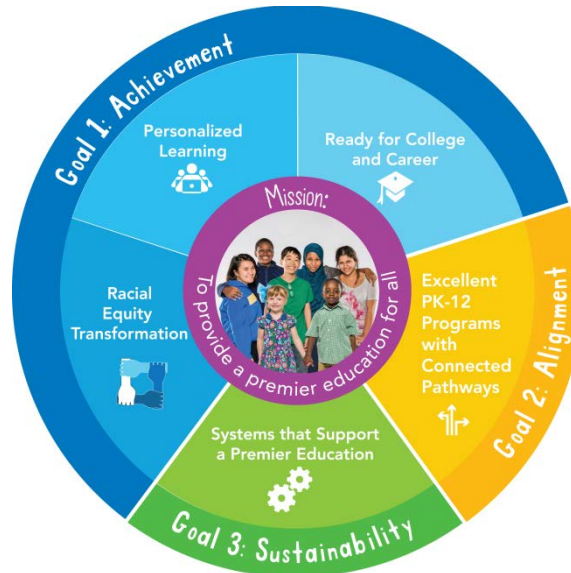 Goal 1: Achievement
Personalized
Learning
Ready for College
and Career
Racial
Equity
Transformation
Mission:
To provide a premier education for all
Excellent
PK-12
Programs
with
Connected
Pathways
Goal 2: Alignment
Systems that Support
a Premier Education
Goal 3: Sustainability